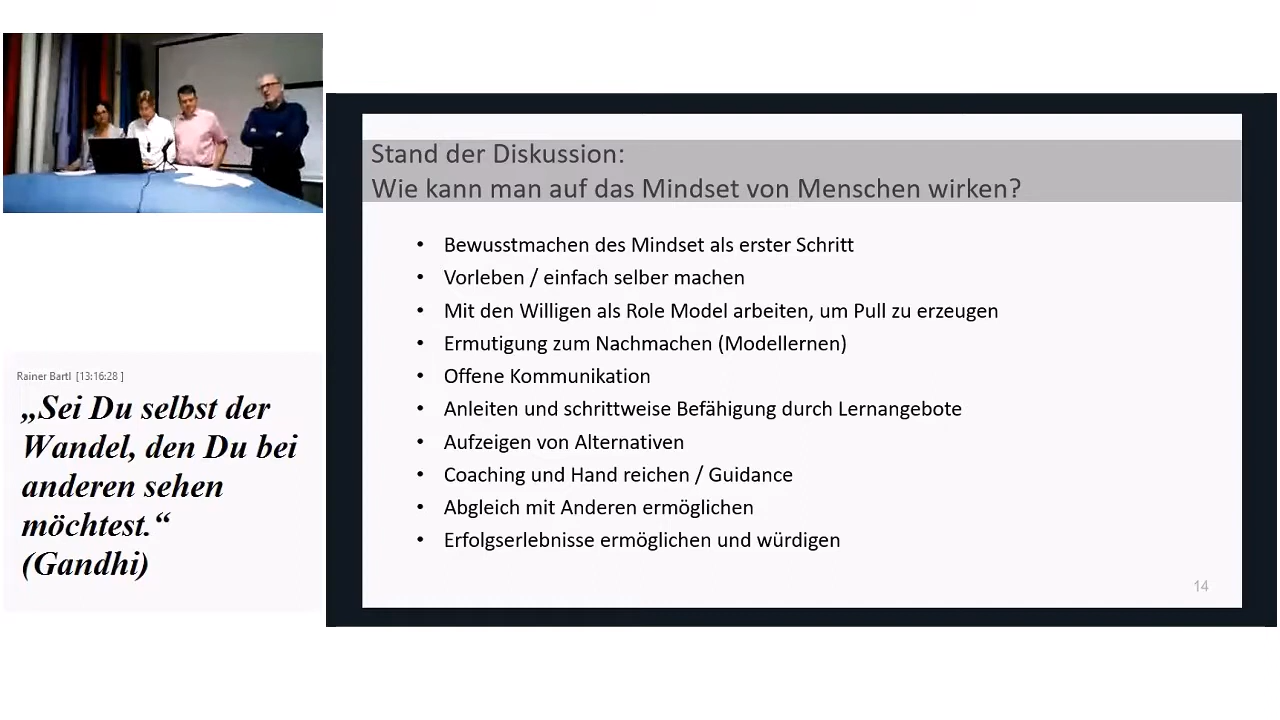 Stand der Diskussion:
Wie kann man auf das Mindset von Menschen wirken?
• Bewusstmachen des Mindset als erster Schritt
• Vorleben / einfach selber machen
• Mit den Willigen als Role Model arbeiten, um Pull zu erzeugen
• Ermutigung zum Nachmachen (Modellernen)
• Offene Kommunikation
• Anleiten und schrittweise Befähigung durch Lernangebote
• Aufzeigen von Alternativen
• Coaching und Hand reichen / Guidance
• Abgleich mit Anderen ermöglichen
• Erfolgserlebnisse ermöglichen und würdigen
14
Rainer Bartl [13:16:28 ]
„Sei Du selbst der
Wandel, den Du bei
anderen sehen
möchtest.“
(Gandhi)